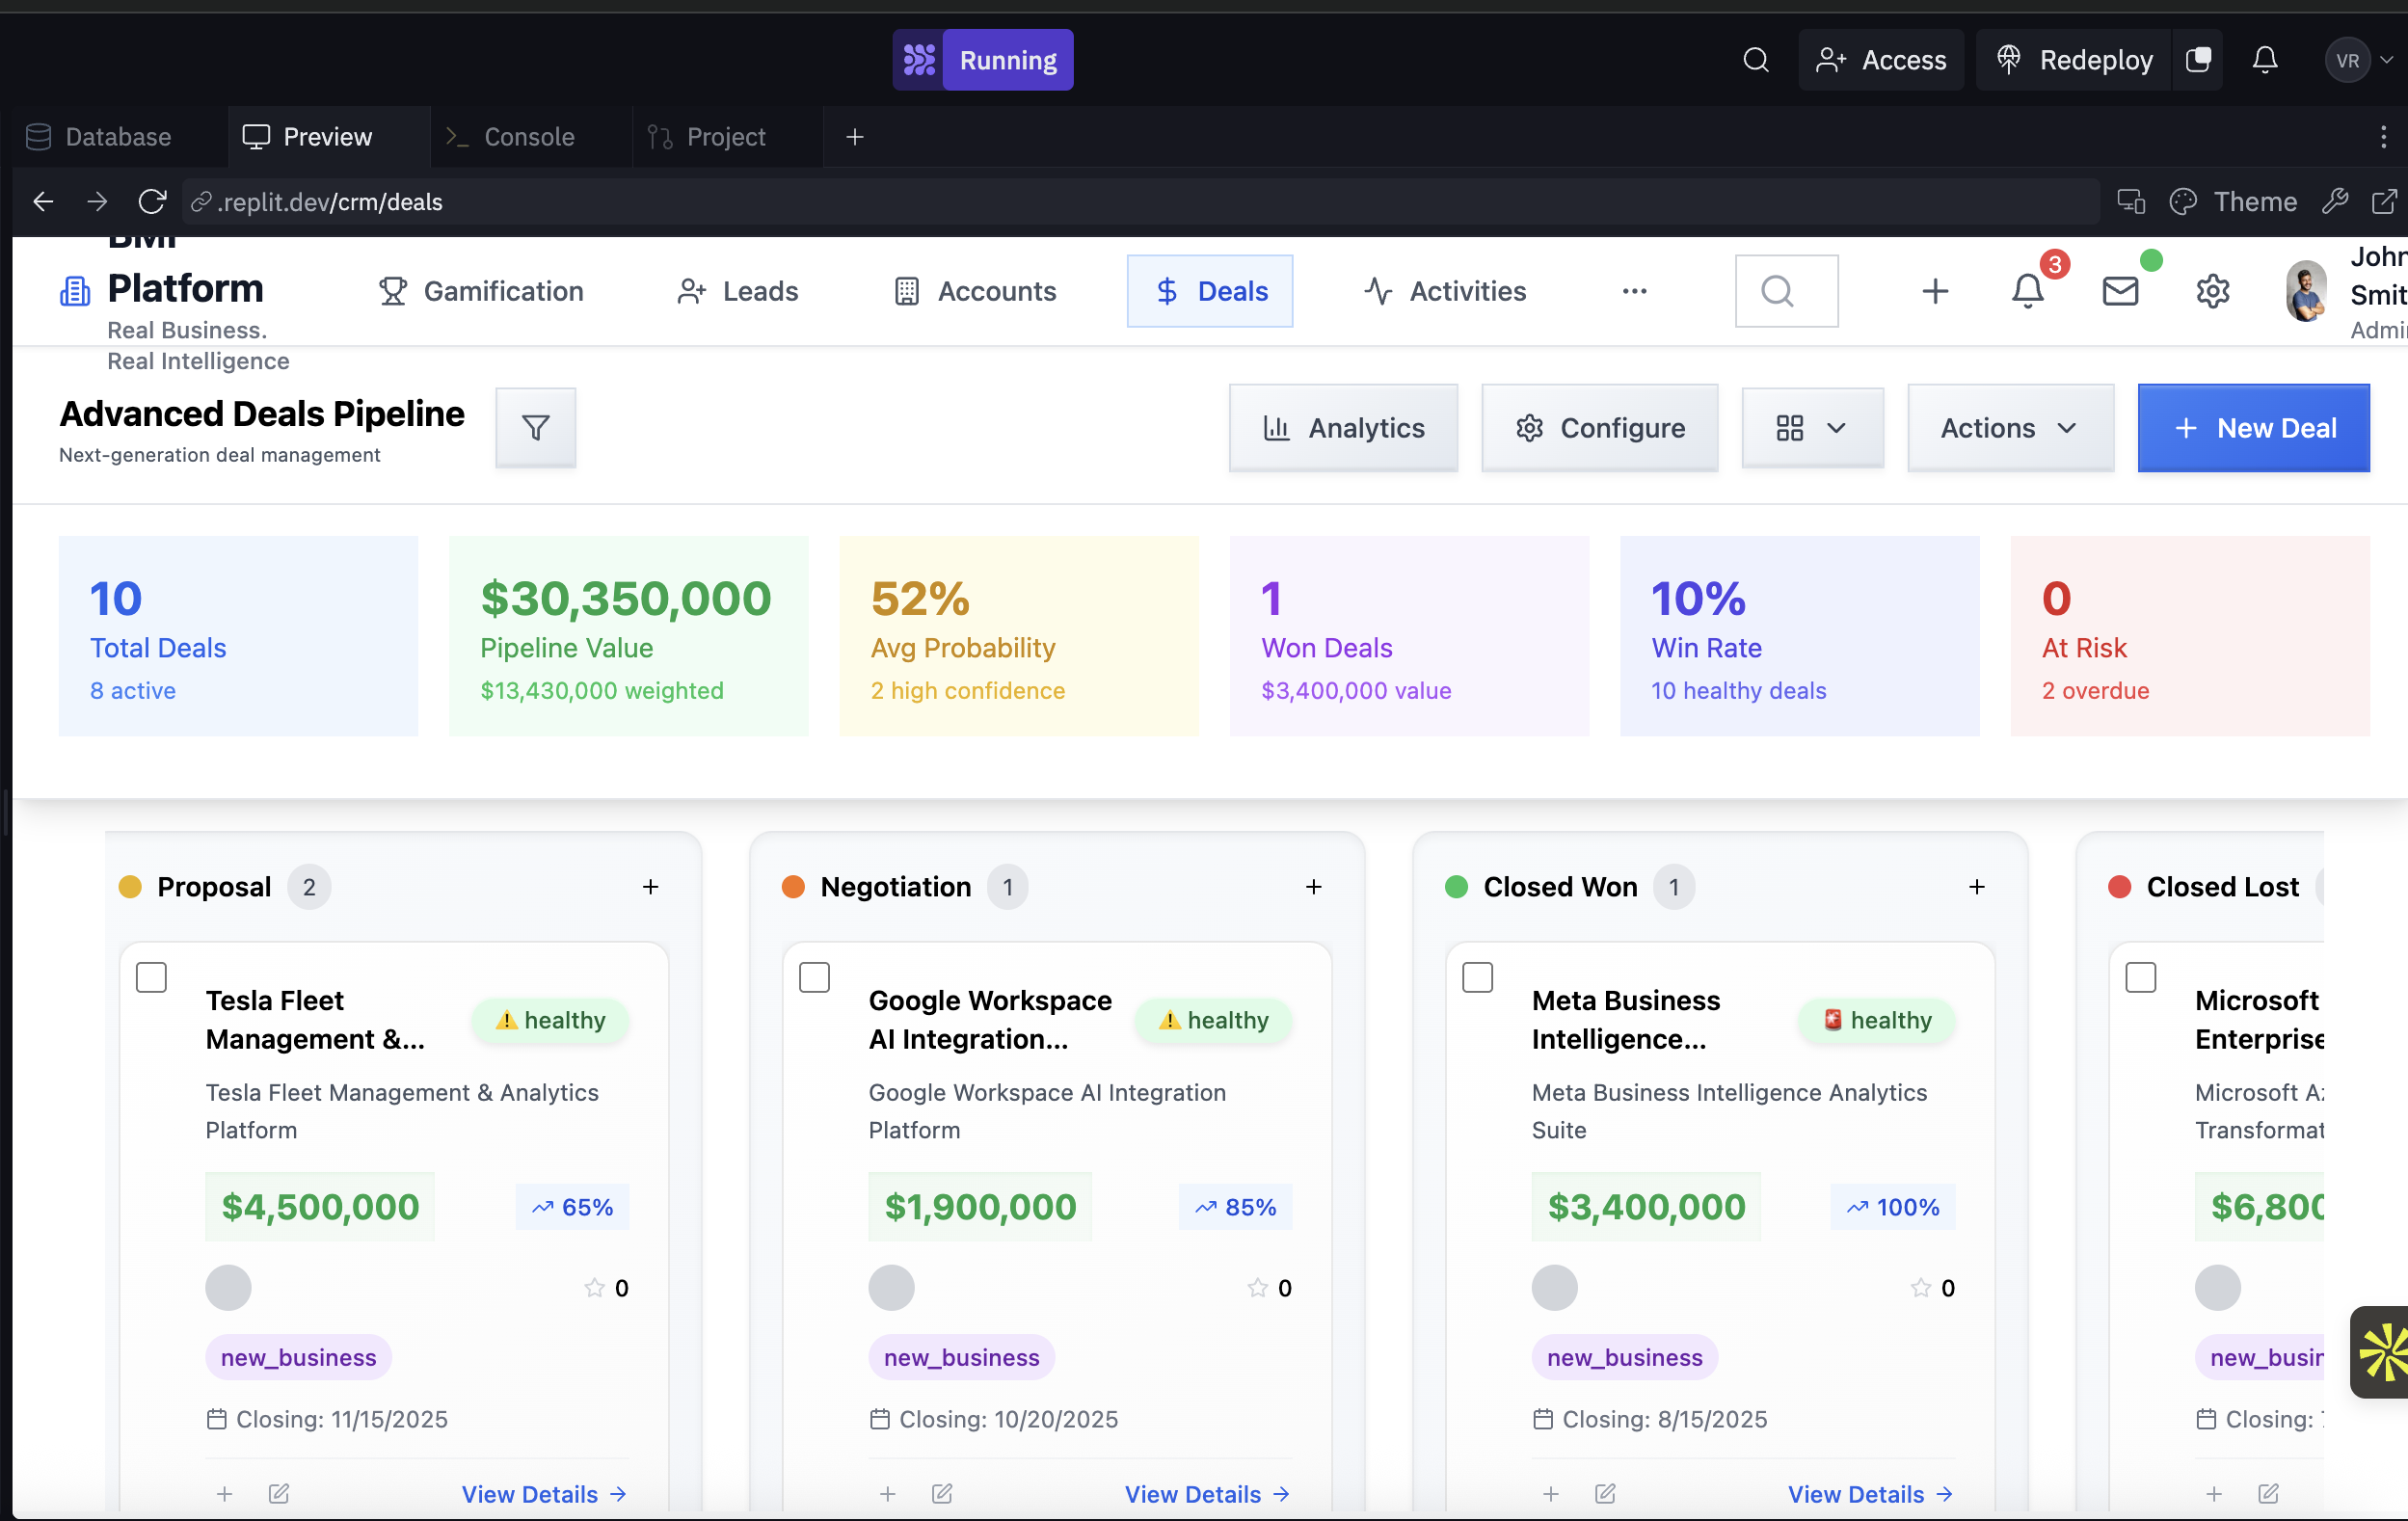 Running
Access
Redeploy
VR
Database
Preview
Console
Project
.replit.dev/crm/deals
Theme
BMI
Platform
Real Business.
Real Intelligence
Gamification
Leads
Accounts
Deals
Activities
3
John
Smit
Admi
Advanced Deals Pipeline
Next-generation deal management
Analytics
Configure
Actions
New Deal
10
Total Deals
8 active
$30,350,000
Pipeline Value
$13,430,000 weighted
52%
Avg Probability
2 high confidence
1
Won Deals
$3,400,000 value
10%
Win Rate
10 healthy deals
0
At Risk
2 overdue
Proposal 2
Tesla Fleet
Management &...
healthy
Tesla Fleet Management & Analytics
Platform
$4,500,000
65%
0
new_business
Closing: 11/15/2025
View Details
Negotiation 1
Google Workspace
AI Integration...
healthy
Google Workspace AI Integration
Platform
$1,900,000
85%
0
new_business
Closing: 10/20/2025
View Details
Closed Won 1
Meta Business
Intelligence...
healthy
Meta Business Intelligence Analytics
Suite
$3,400,000
100%
0
new_business
Closing: 8/15/2025
View Details
Closed Lost
Microsoft
Enterprise
Microsoft Az
Transformat
$6,800
new_busin
Closing: